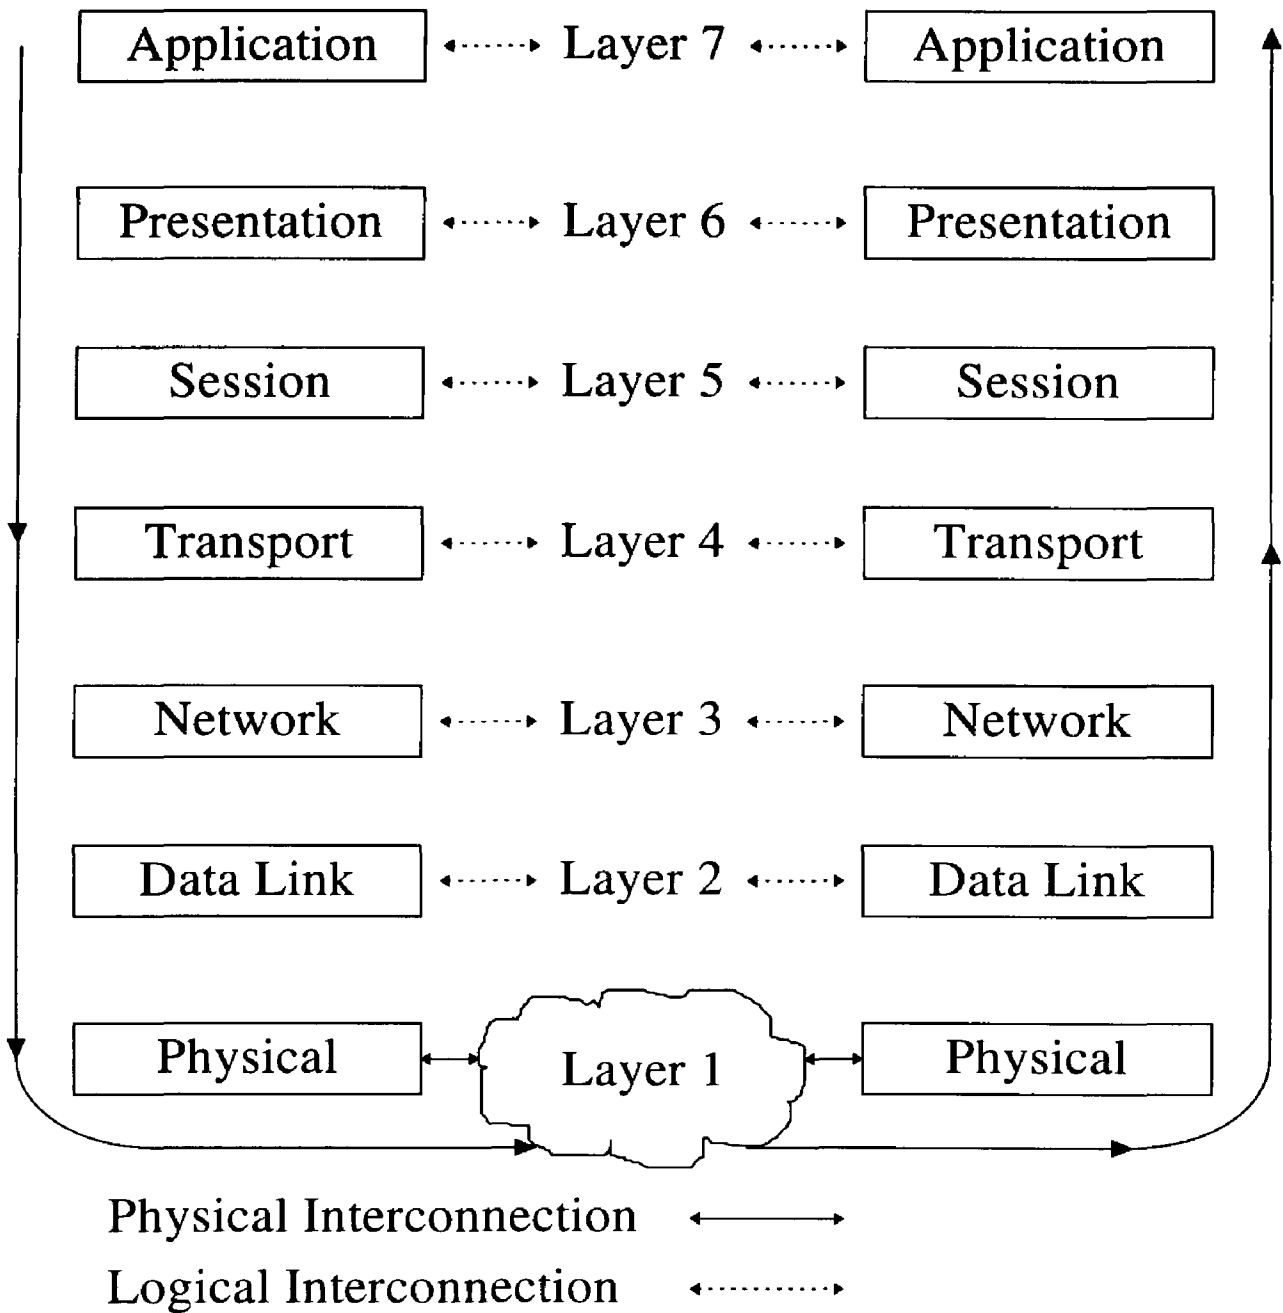 Application Layer 7 Application
Presentation Layer 6 Presentation
Session Layer 5 Session
Transport Layer 4 Transport
Network Layer 3 Network
Data Link Layer 2 Data Link
Physical Layer 1 Physical
Physical Interconnection
Logical Interconnection